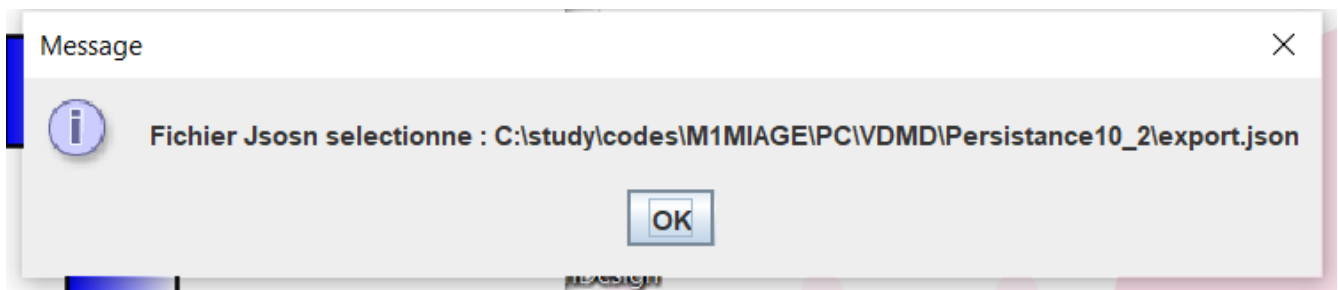 Message
Fichier Jsosn selectionne : C:\study\codes\M1MIAGE\PC\VDMD\Persistance10_2\export.json
OK